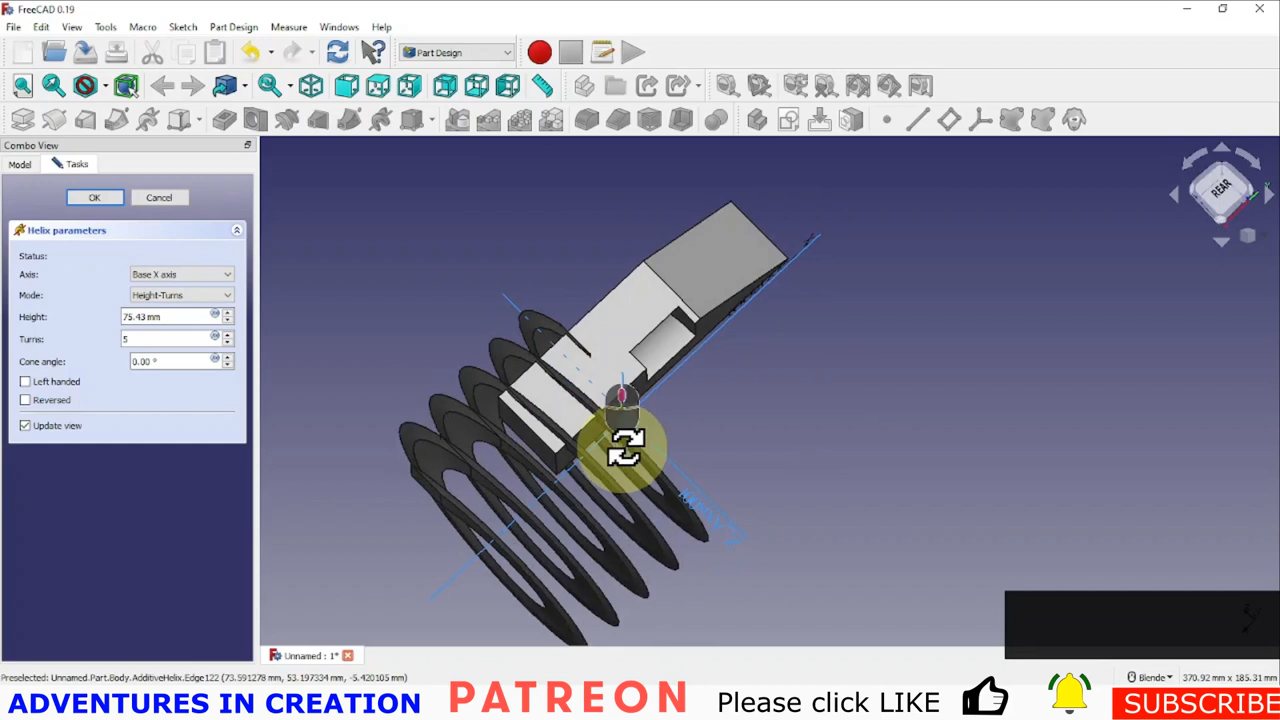 FreeCAD 0.19
File Edit View Tools Macro Sketch Part Design Measure Windows Help
Part Design
Combo View
Model Tasks
OK Cancel
Helix parameters
Status:
Axis: Base X axis
Mode: Height-Turns
Height: 75.43 mm
Turns: 5
Cone angle: 0.00 °
Left handed
Reversed
Update view
REAR
Unnamed : 1*
Preselected: Unnamed.Part.Body.AdditiveHelix.Edge122 (73.591278 mm, 53.197334 mm, -5.420105 mm)
Blende 370.92 mm x 185.31 mm
ADVENTURES IN CREATION PATREON Please click LIKE SUBSCRIBE